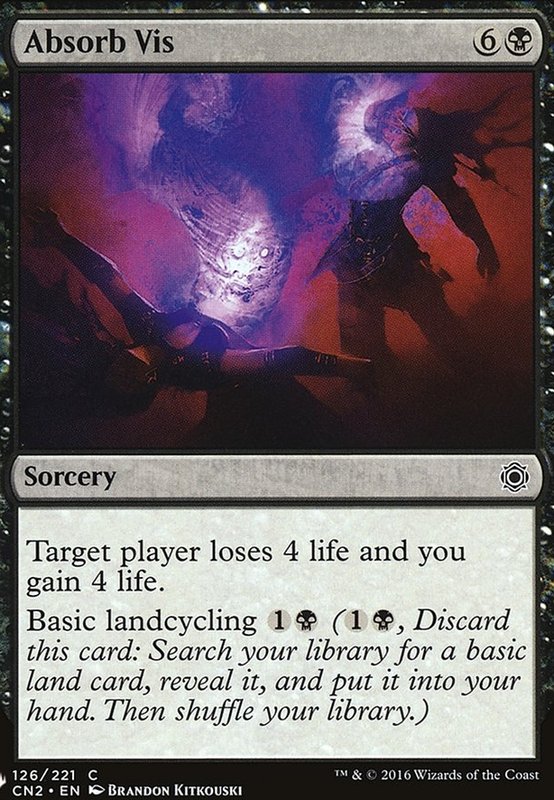 Absorb Vis 6
Sorcery
Target player loses 4 life and you
gain 4 life.
Basic landcycling 1 (1, Discard
this card: Search your library for a basic
land card, reveal it, and put it into your
hand. Then shuffle your library.)
126/221 C
CN2 • EN Brandon Kitkouski
™ & © 2016 Wizards of the Coast